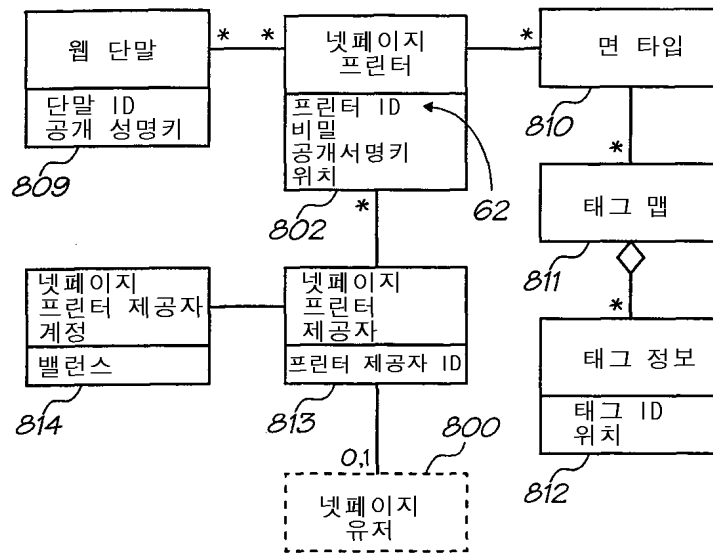 웹 단말
단말 ID
공개 성명키
809
*
*
넷페이지
프린터
프린터 ID
비밀
공개서명키
위치
802
62
*
*
면 타입
810
*
태그 맵
811
*
태그 정보
태그 ID
위치
812
넷페이지
프린터 제공자
계정
밸런스
814
넷페이지
프린터
제공자
프린터 제공자 ID
813
800
0,1
넷페이지
유저